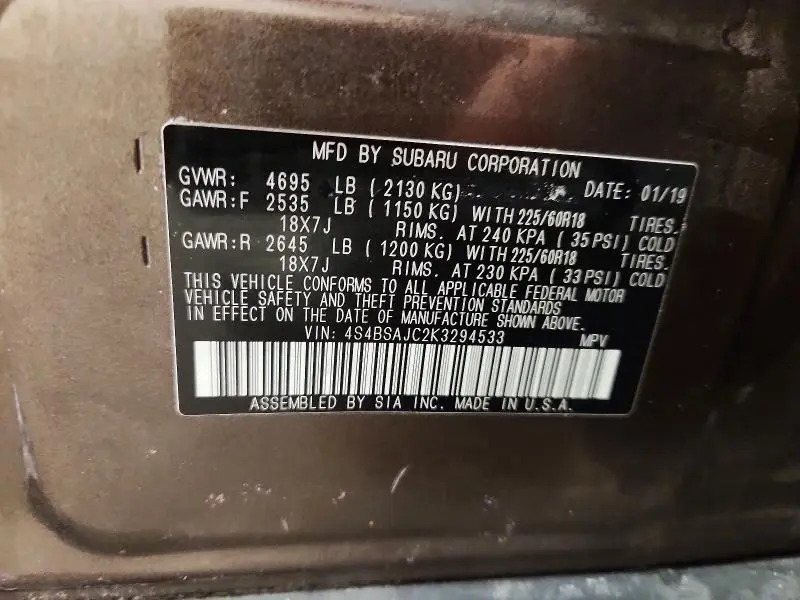 MFD BY SUBARU CORPORATION
GVWR: 4695 LB ( 2130 KG) DATE: 01/19
GAWR:F 2535 LB ( 1150 KG) WITH 225/60R18 TIRES.
18X7J RIMS. AT 240 KPA ( 35 PSI) COLD
GAWR:R 2645 LB ( 1200 KG) WITH 225/60R18 TIRES.
18X7J RIMS. AT 230 KPA ( 33 PSI) COLD
THIS VEHICLE CONFORMS TO ALL APPLICABLE FEDERAL MOTOR
VEHICLE SAFETY AND THEFT PREVENTION STANDARDS
IN EFFECT ON THE DATE OF MANUFACTURE SHOWN ABOVE.
VIN: 4S4BSAJC2K3294533 MPV
ASSEMBLED BY SIA INC. MADE IN U.S.A.